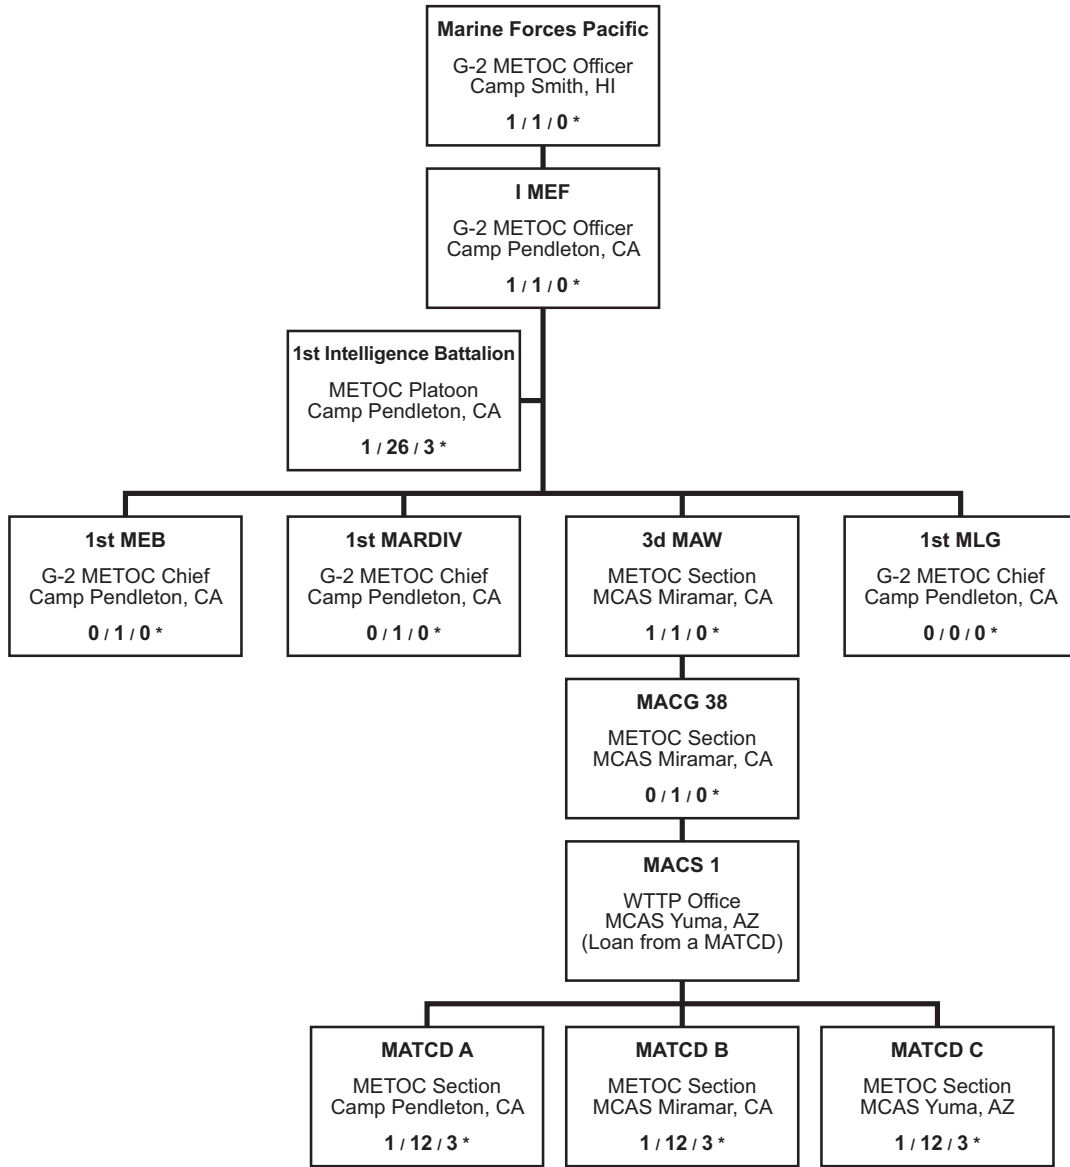 Marine Forces Pacific
G-2 METOC Officer
Camp Smith, HI
1 / 1 / 0 *
I MEF
G-2 METOC Officer
Camp Pendleton, CA
1 / 1 / 0 *
1st Intelligence Battalion
METOC Platoon
Camp Pendleton, CA
1 / 26 / 3 *
1st MEB
G-2 METOC Chief
Camp Pendleton, CA
0 / 1 / 0 *
1st MARDIV
G-2 METOC Chief
Camp Pendleton, CA
0 / 1 / 0 *
3d MAW
METOC Section
MCAS Miramar, CA
1 / 1 / 0 *
1st MLG
G-2 METOC Chief
Camp Pendleton, CA
0 / 0 / 0 *
MACG 38
METOC Section
MCAS Miramar, CA
0 / 1 / 0 *
MACS 1
WTTP Office
MCAS Yuma, AZ
(Loan from a MATCD)
MATCD A
METOC Section
Camp Pendleton, CA
1 / 12 / 3 *
MATCD B
METOC Section
MCAS Miramar, CA
1 / 12 / 3 *
MATCD C
METOC Section
MCAS Yuma, AZ
1 / 12 / 3 *